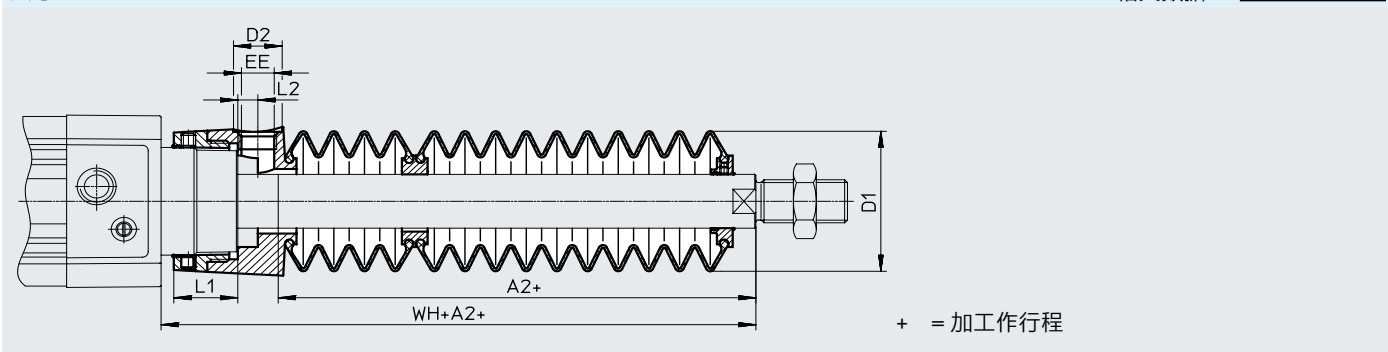 D2
EE
L2
D1
L1
A2+
WH+A2+
+ = 加工作行程